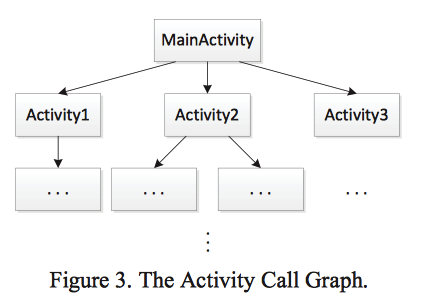 MainActivity
Activity1 Activity2 Activity3
... ... ... ...
⋮
Figure 3. The Activity Call Graph.